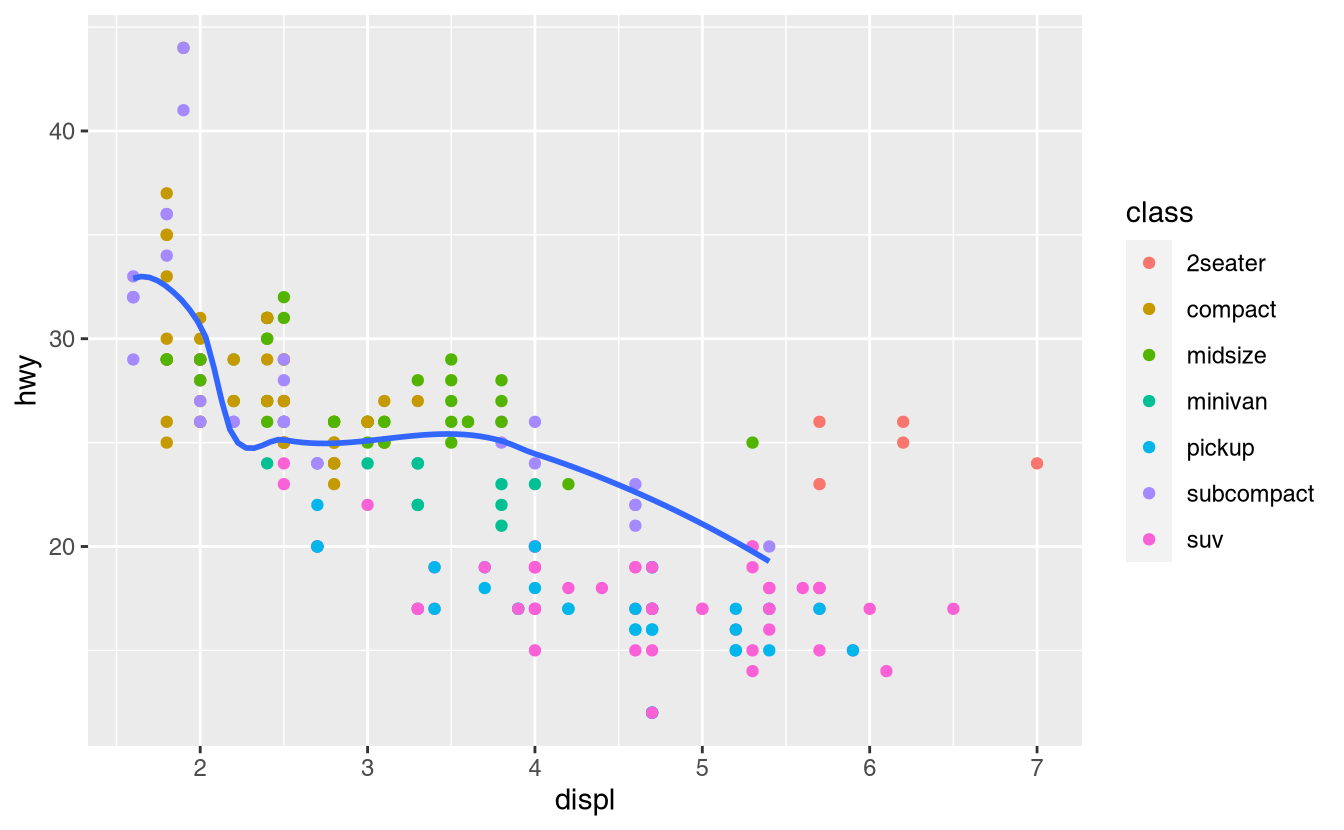 40
30
20
hwy
2 3 4 5 6 7
displ
class
2seater
compact
midsize
minivan
pickup
subcompact
suv